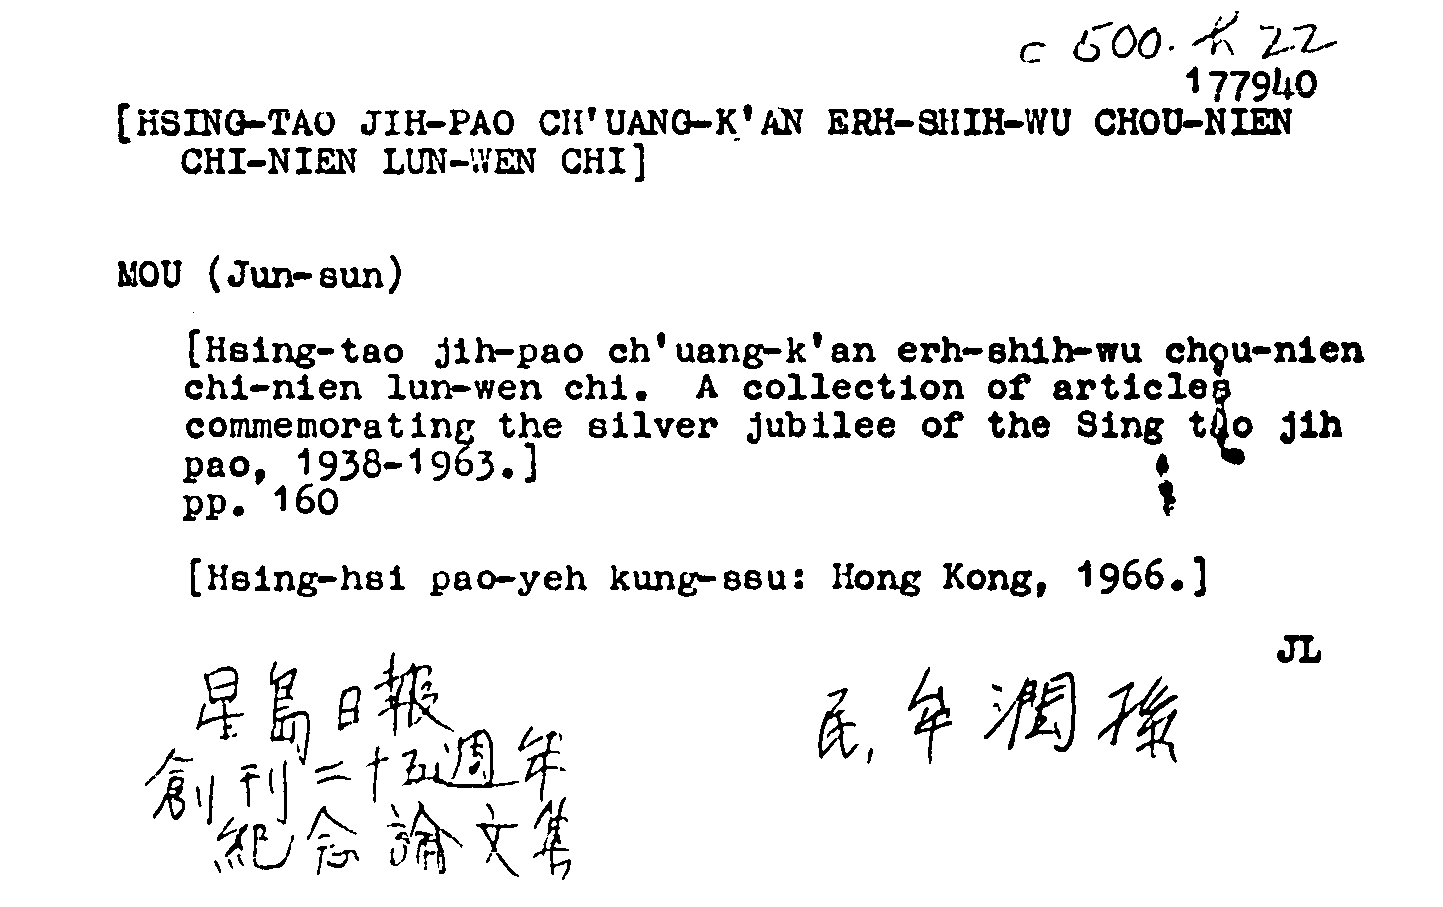 c 500. k 22
177940
[HSING-TAO JIH-PAO CH'UANG-K'AN ERH-SHIH-WU CHOU-NIEN
CHI-NIEN LUN-WEN CHI]
MOU (Jun-sun)
[Hsing-tao jih-pao ch'uang-k'an erh-shih-wu chou-nien
chi-nien lun-wen chi. A collection of articles
commemorating the silver jubilee of the Sing tao jih
pao, 1938-1963.]
pp. 160
[Hsing-hsi pao-yeh kung-ssu: Hong Kong, 1966.]
JL
星島日報
創刊二十五週年
紀念論文集
民, 牟潤孫